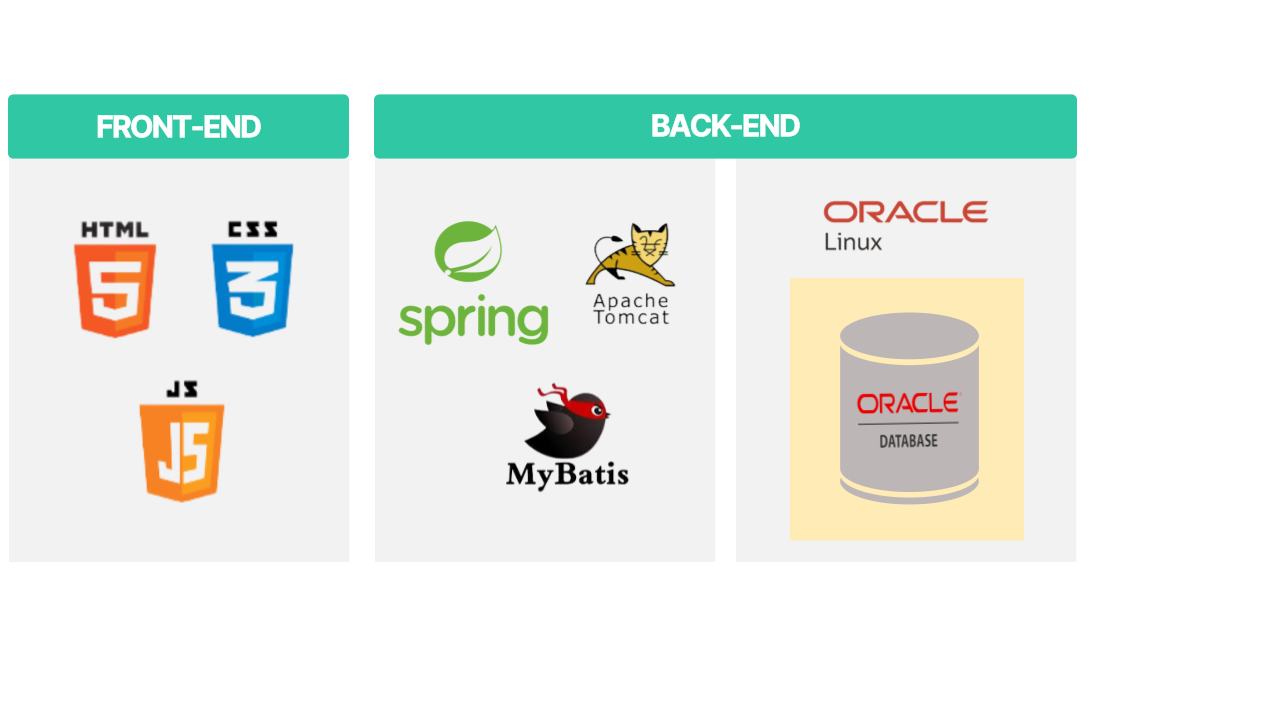 FRONT-END
HTML
5
CSS
3
JS
JS
BACK-END
spring
Apache
Tomcat
MyBatis
ORACLE
Linux
ORACLE
DATABASE